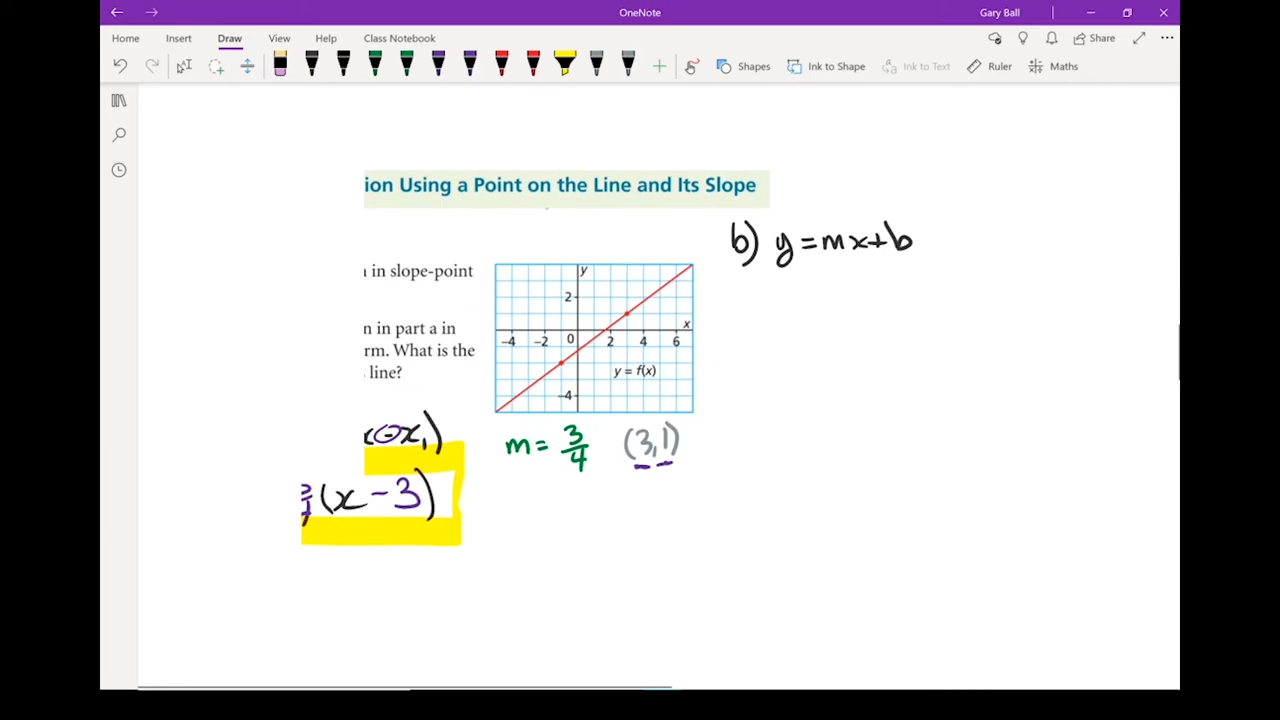 OneNote
Gary Ball
Home Insert Draw View Help Class Notebook
Share
Shapes Ink to Shape Ink to Text Ruler Maths
ion Using a Point on the Line and Its Slope
b) y=mx+b
in slope-point
n in part a in
rm. What is the
line?
y
2
x
-4 -2 0 2 4 6
y = f(x)
-4
x-x₁)
m = 3/4 (3,1)
(x - 3)